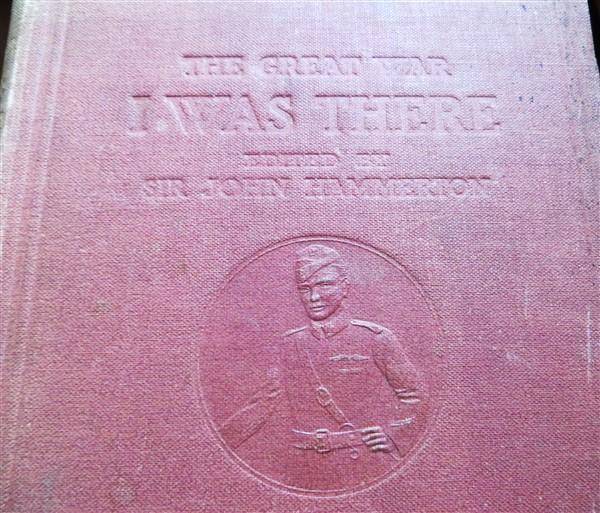 THE GREAT WAR
I WAS THERE
EDITED BY
SIR JOHN HAMMERTON